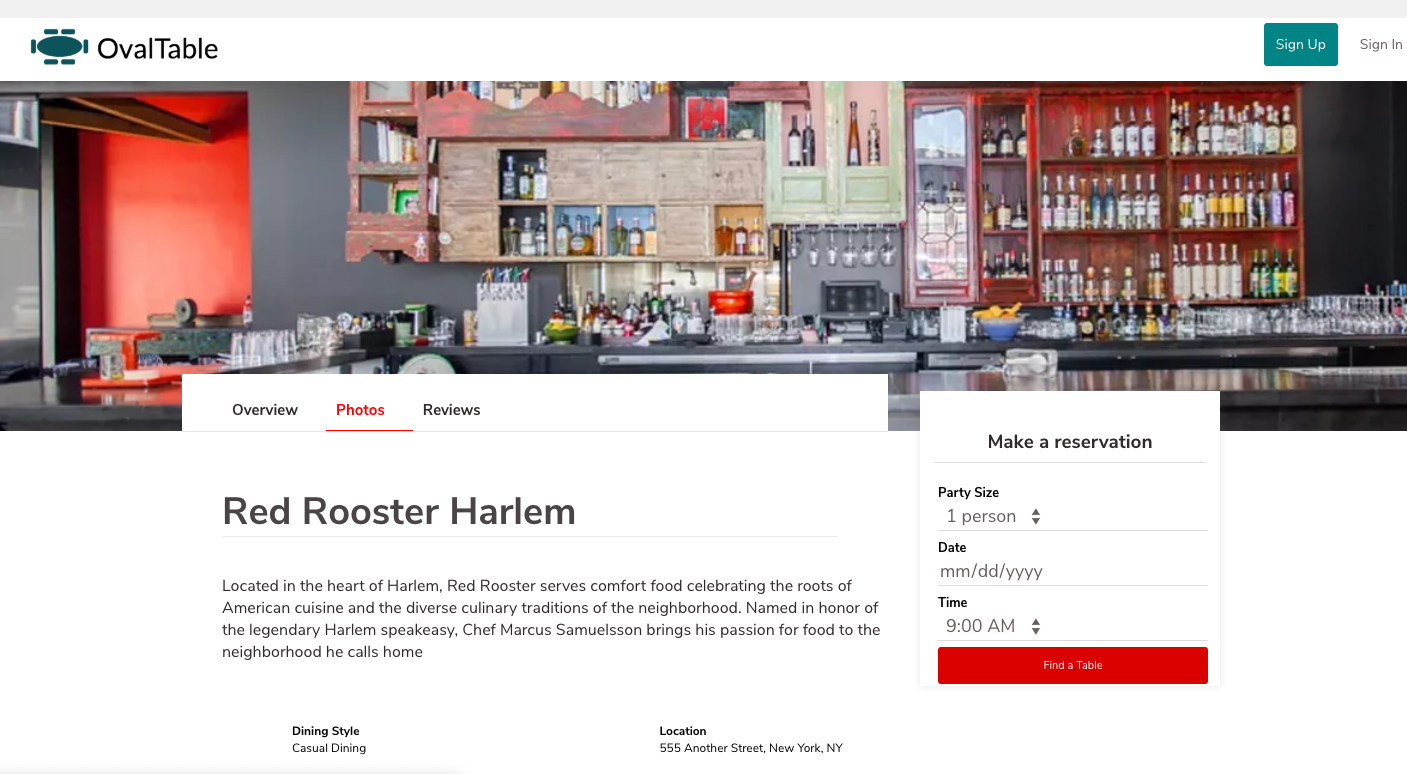 OvalTable
Sign Up
Sign In
Overview
Photos
Reviews
Make a reservation
Red Rooster Harlem
Party Size
1 person
Date
mm/dd/yyyy
Time
9:00 AM
Find a Table
Located in the heart of Harlem, Red Rooster serves comfort food celebrating the roots of
American cuisine and the diverse culinary traditions of the neighborhood. Named in honor of
the legendary Harlem speakeasy, Chef Marcus Samuelsson brings his passion for food to the
neighborhood he calls home
Dining Style
Casual Dining
Location
555 Another Street, New York, NY